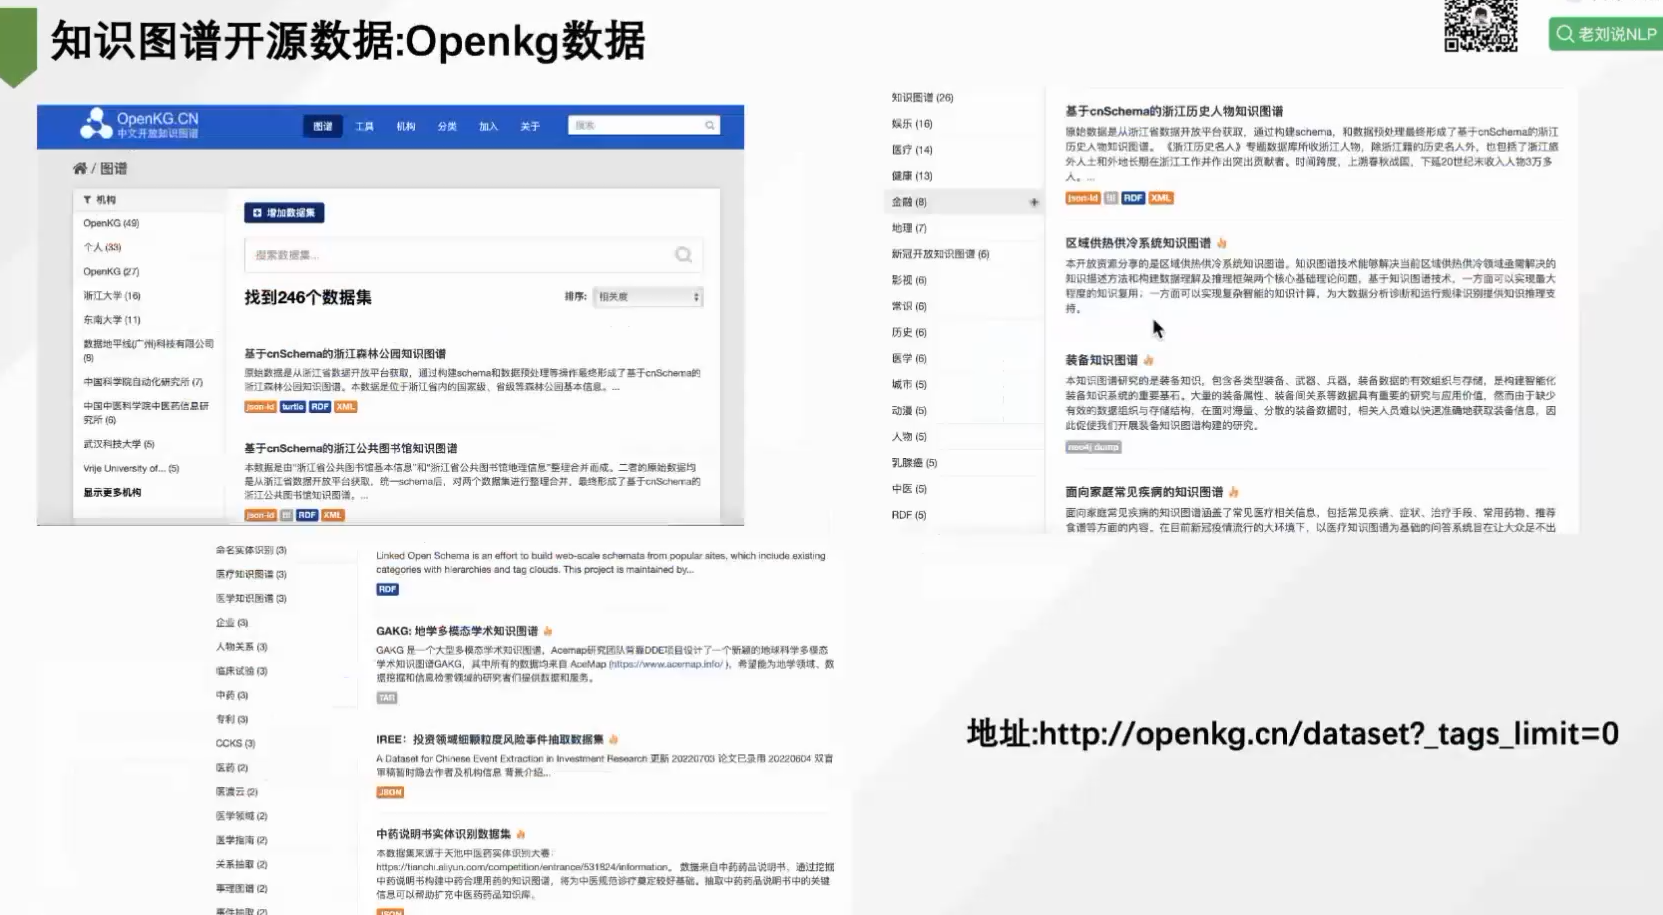 知识图谱开源数据:Openkg数据
老刘说NLP
OpenKG.CN
中文开放知识图谱
图谱 工具 机构 分类 加入 关于 搜索
/ 图谱
机构
OpenKG (49)
个人 (33)
OpenKG (27)
浙江大学 (16)
东南大学 (11)
数据地平线(广州)科技有限公司
(8)
中国科学院自动化研究所 (7)
中国中医科学院中医药信息研
究所 (6)
武汉科技大学 (5)
Vrije University of... (5)
显示更多机构
增加数据集
搜索数据集...
找到246个数据集
排序: 相关度
基于cnSchema的浙江森林公园知识图谱
原始数据是从浙江省数据开放平台获取，通过构建schema和数据预处理等操作最终形成了基于cnSchema的
浙江森林公园知识图谱。本数据是位于浙江省内的国家级、省级等森林公园基本信息。...
json-ld turtle RDF XML
基于cnSchema的浙江公共图书馆知识图谱
本数据是由“浙江省公共图书馆基本信息”和“浙江省公共图书馆地理信息”整理合并而成。二者的原始数据均
是从浙江省数据开放平台获取，统一schema后，对两个数据集进行整理合并，最终形成了基于cnSchema的
浙江公共图书馆知识图谱。...
json-ld ttl RDF XML
知识图谱 (26)
娱乐 (16)
医疗 (14)
健康 (13)
金融 (8)
地理 (7)
新冠开放知识图谱 (6)
影视 (6)
常识 (6)
历史 (6)
医学 (6)
城市 (5)
动漫 (5)
人物 (5)
乳腺癌 (5)
中医 (5)
RDF (5)
基于cnSchema的浙江历史人物知识图谱
原始数据是从浙江省数据开放平台获取，通过构建schema，和数据预处理最终形成了基于cnSchema的浙江
历史人物知识图谱。《浙江历史名人》专题数据库所收浙江人物，除浙江籍的历史名人外，也包括了浙江旅
外人士和外地长期在浙江工作并作出突出贡献者。时间跨度，上溯春秋战国，下延20世纪末收入人物3万多
人。...
json-ld ttl RDF XML
区域供热供冷系统知识图谱
本开放资源分享的是区域供热供冷系统知识图谱。知识图谱技术能够解决当前区域供热供冷领域亟需解决的
知识描述方法和构建数据理解及推理框架两个核心基础理论问题，基于知识图谱技术，一方面可以实现最大
程度的知识复用；一方面可以实现复杂智能的知识计算，为大数据分析诊断和运行规律识别提供知识推理支
持。
装备知识图谱
本知识图谱研究的是装备知识，包含各类型装备、武器、兵器，装备数据的有效组织与存储，是构建智能化
装备知识系统的重要基石。大量的装备属性、装备间关系等数据具有重要的研究与应用价值，然而由于缺少
有效的数据组织与存储结构，在面对海量、分散的装备数据时，相关人员难以快速准确地获取装备信息，因
此促使我们开展装备知识图谱构建的研究。
neo4j dump
面向家庭常见疾病的知识图谱
面向家庭常见疾病的知识图谱涵盖了常见医疗相关信息，包括常见疾病、症状、治疗手段、常用药物、推荐
食谱等方面的内容。在目前新冠疫情流行的大环境下，以医疗知识图谱为基础的问答系统旨在让大众足不出
命名实体识别 (3)
医疗知识图谱 (3)
医学知识图谱 (3)
企业 (3)
人物关系 (3)
临床试验 (3)
中药 (3)
专利 (3)
CCKS (3)
医药 (2)
医渡云 (2)
医学领域 (2)
医学指南 (2)
关系抽取 (2)
事理图谱 (2)
事件抽取 (2)
Linked Open Schema is an effort to build web-scale schemata from popular sites, which include existing
categories with hierarchies and tag clouds. This project is maintained by...
RDF
GAKG: 地学多模态学术知识图谱
GAKG 是一个大型多模态学术知识图谱，Acemap研究团队背靠DDE项目设计了一个新颖的地球科学多模态
学术知识图谱GAKG，其中所有的数据均来自 AceMap (https://www.acemap.info/ )，希望能为地学领域、数
据挖掘和信息检索领域的研究者们提供数据和服务。
TAR
IREE：投资领域细颗粒度风险事件抽取数据集
A Dataset for Chinese Event Extraction in Investment Research 更新 20220703 论文已录用 20220604 双盲
审稿暂时隐去作者及机构信息 背景介绍...
JSON
中药说明书实体识别数据集
本数据集来源于天池中医药实体识别大赛：
https://tianchi.aliyun.com/competition/entrance/531824/information。 数据来自中药药品说明书，通过挖掘
中药说明书构建中药合理用药的知识图谱，将为中医规范诊疗奠定较好基础。抽取中药药品说明书中的关键
信息可以帮助扩充中医药药品知识库。
JSON
地址:http://openkg.cn/dataset?_tags_limit=0